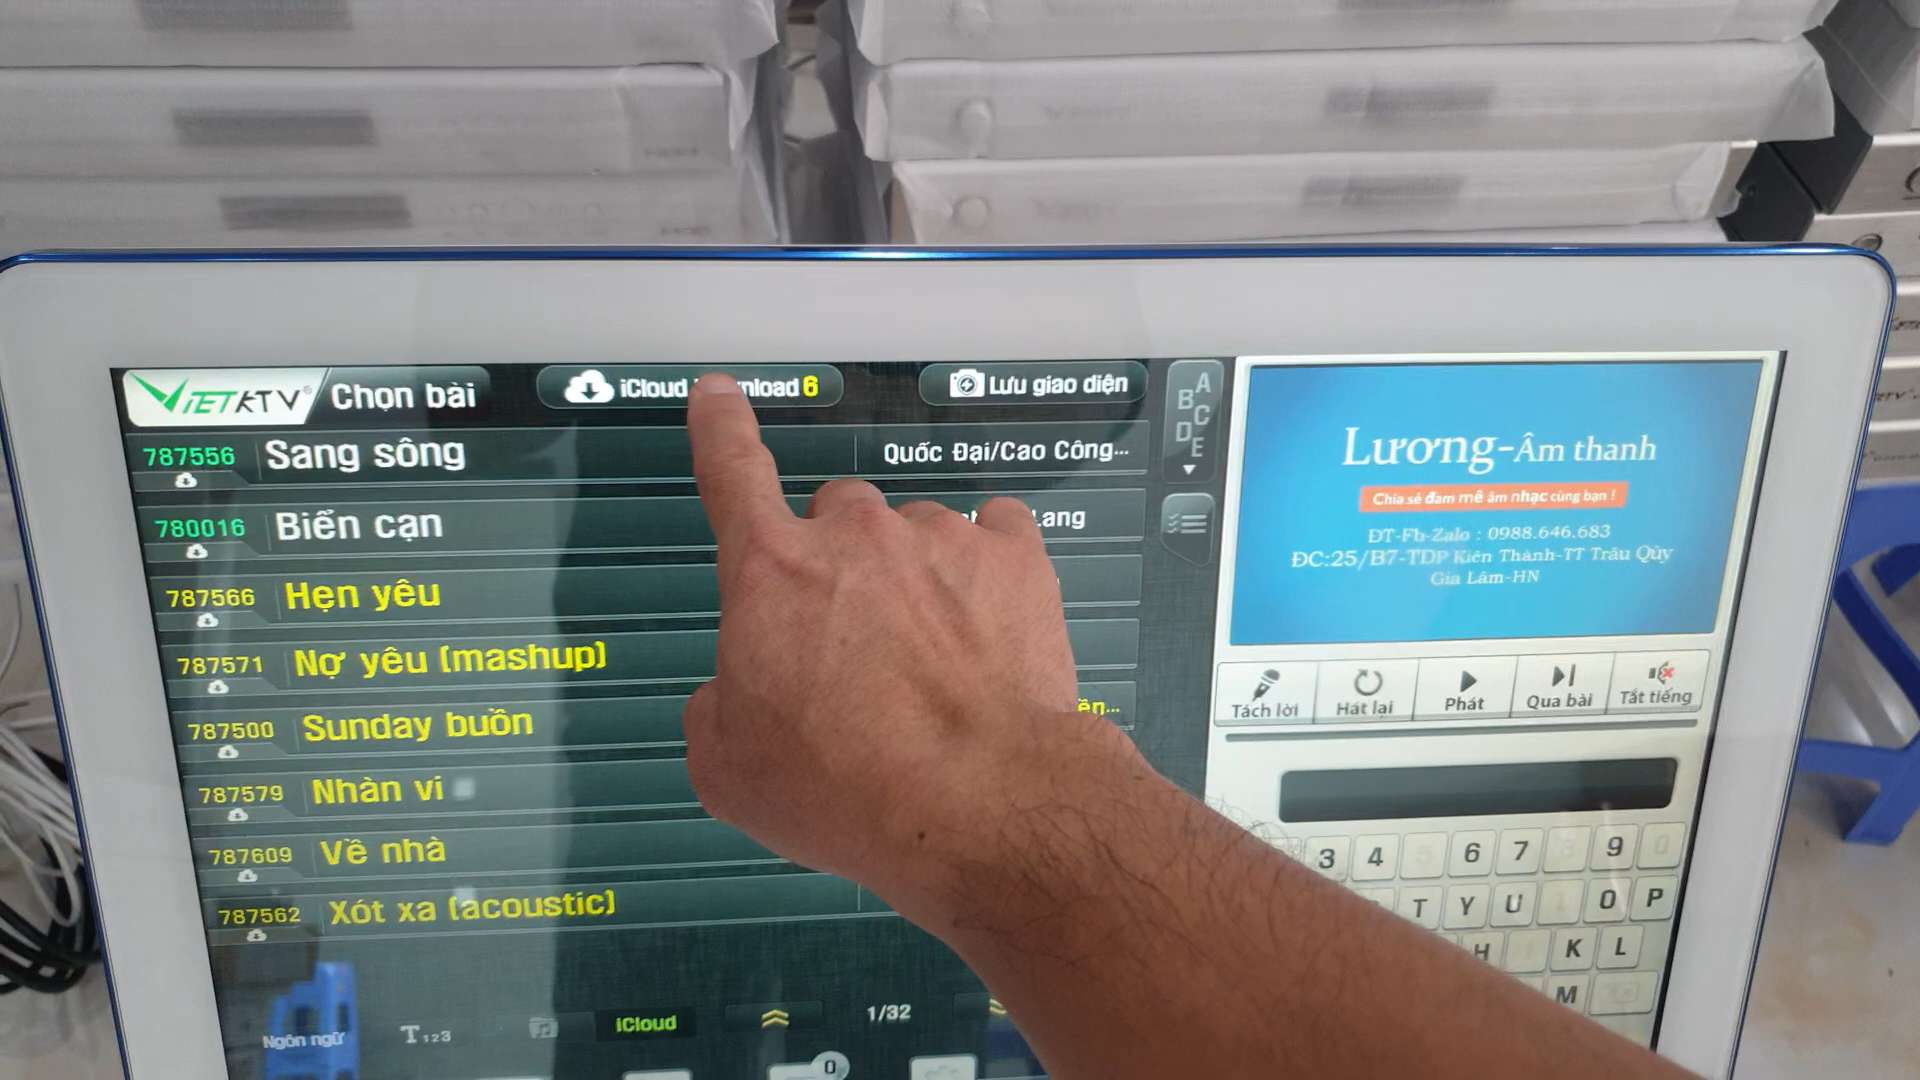 VIETKTV® Chọn bài
iCloud nload 6
Lưu giao diện
A
B
C
D
E
787556 Sang sông Quốc Đại/Cao Công...
780016 Biển cạn Lang
787566 Hẹn yêu
787571 Nợ yêu (mashup)
787500 Sunday buồn ền...
787579 Nhàn vi
787609 Về nhà
787562 Xót xa (acoustic)
Ngôn ngữ T123 iCloud 1/32
0
Lương-Âm thanh
Chia sẻ đam mê âm nhạc cùng bạn !
ĐT-Fb-Zalo : 0988.646.683
ĐC:25/B7-TDP Kiên Thành-TT Trâu Qùy
Gia Lâm-HN
Tách lời Hát lại Phát Qua bài Tắt tiếng
3 4 6 7 9
T Y U O P
H K L
M